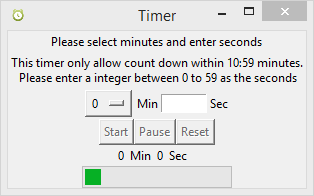 Timer
Please select minutes and enter seconds
This timer only allow count down within 10:59 minutes.
Please enter a integer between 0 to 59 as the seconds
0 Min Sec
Start Pause Reset
0 Min 0 Sec